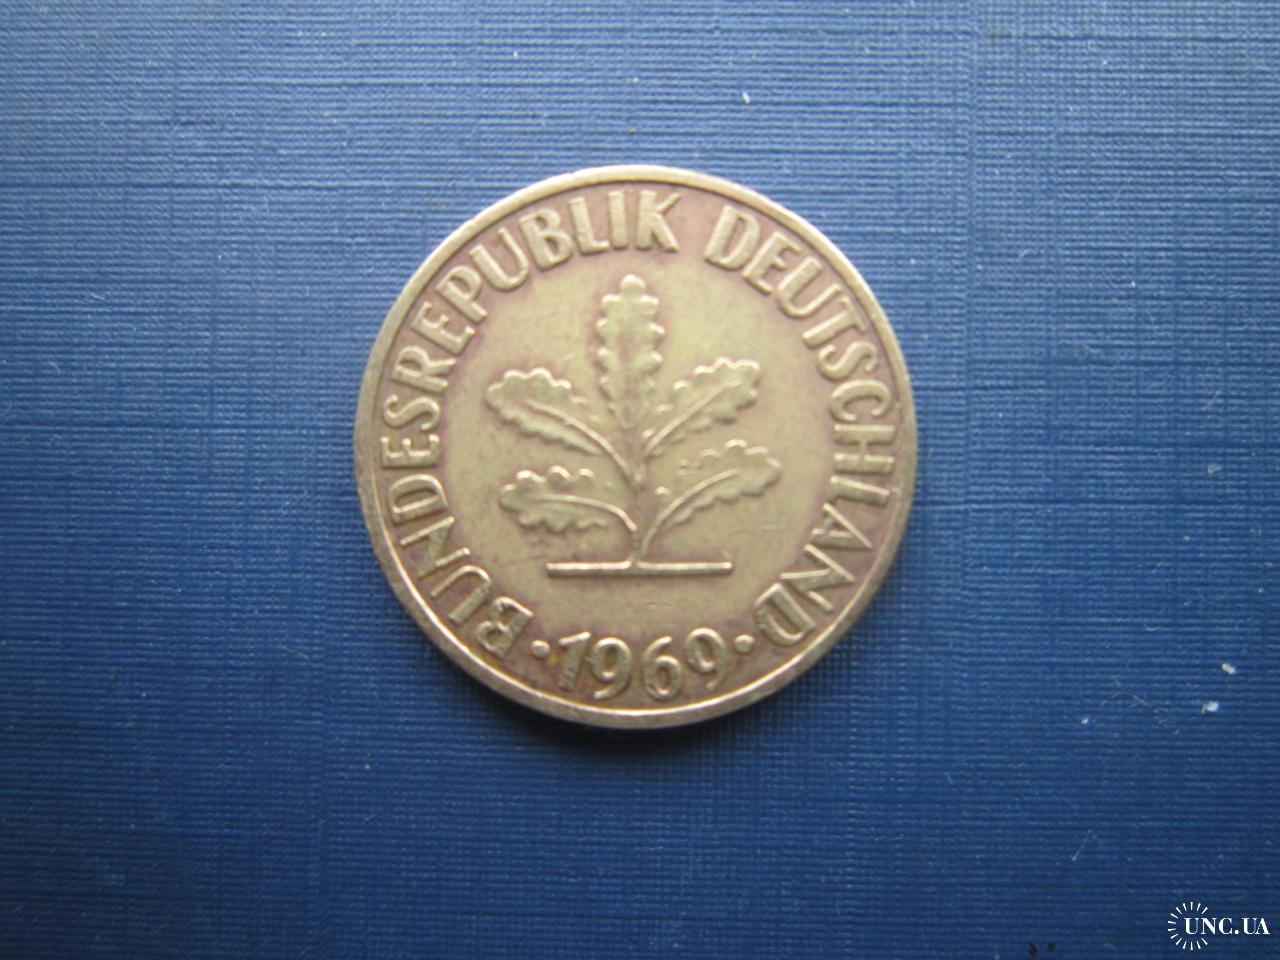 BUNDESREPUBLIK DEUTSCHLAND
· 1969 ·
UNC.UA